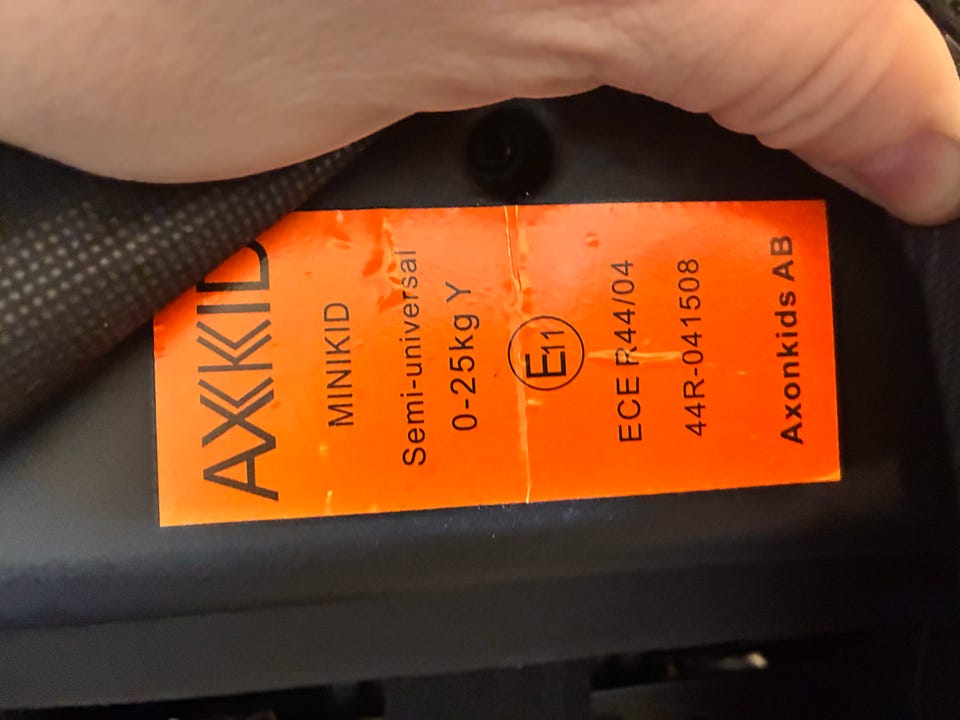 AXKID
MINIKID
Semi-universal
0-25kg Y
E11
ECE R44/04
44R-041508
Axonkids AB